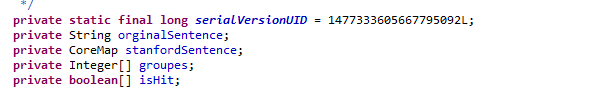 */
private static final long serialVersionUID = 1477333605667795092L;
private String orginalSentence;
private CoreMap stanfordSentence;
private Integer[] groupes;
private boolean[] isHit;